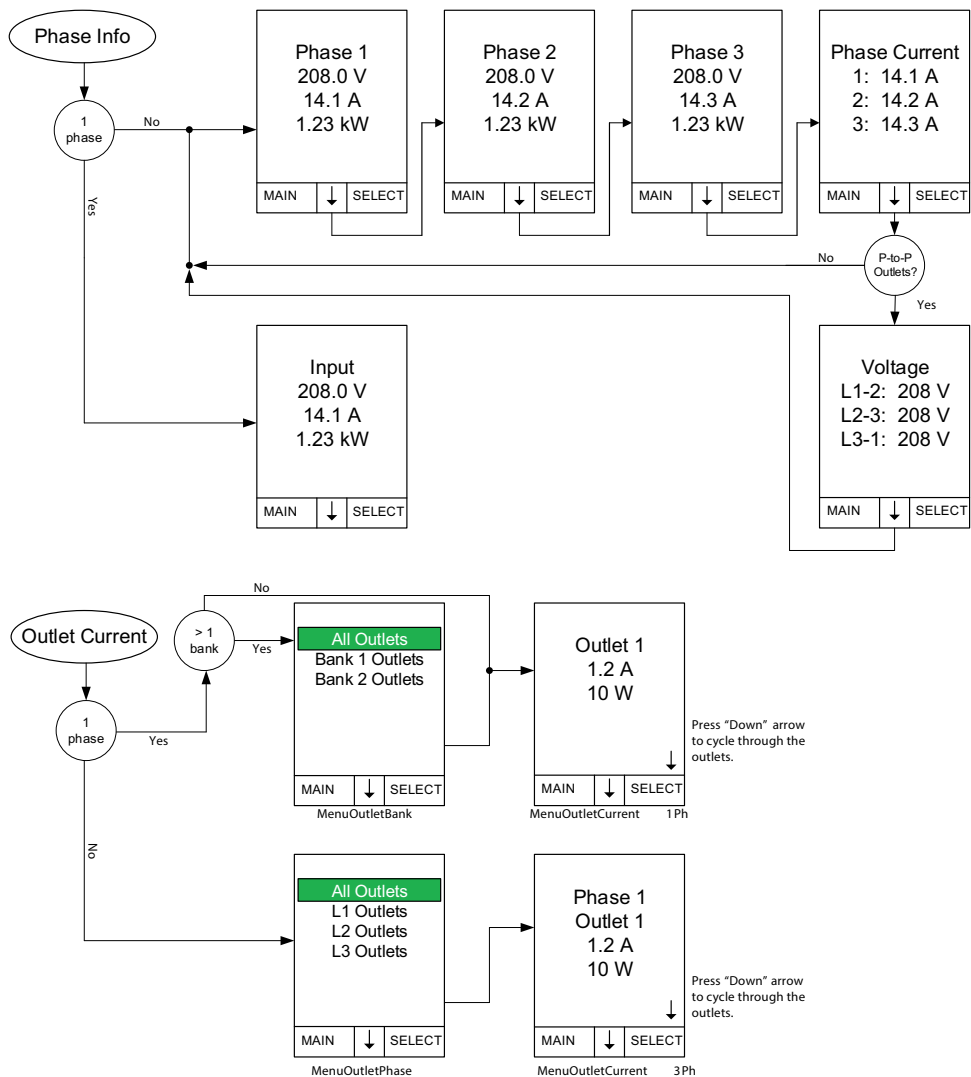 Phase Info
1
phase
No
Yes
Phase 1
208.0 V
14.1 A
1.23 kW
MAIN ↓ SELECT
Phase 2
208.0 V
14.2 A
1.23 kW
MAIN ↓ SELECT
Phase 3
208.0 V
14.3 A
1.23 kW
MAIN ↓ SELECT
Phase Current
1: 14.1 A
2: 14.2 A
3: 14.3 A
MAIN ↓ SELECT
P-to-P
Outlets?
No
Yes
Input
208.0 V
14.1 A
1.23 kW
MAIN ↓ SELECT
Voltage
L1-2: 208 V
L2-3: 208 V
L3-1: 208 V
MAIN ↓ SELECT
Outlet Current
1
phase
Yes
No
> 1
bank
No
Yes
All Outlets
Bank 1 Outlets
Bank 2 Outlets
MAIN ↓ SELECT
MenuOutletBank
Outlet 1
1.2 A
10 W
↓
MAIN ↓ SELECT
MenuOutletCurrent 1 Ph
Press “Down” arrow
to cycle through the
outlets.
All Outlets
L1 Outlets
L2 Outlets
L3 Outlets
MAIN ↓ SELECT
MenuOutletPhase
Phase 1
Outlet 1
1.2 A
10 W
↓
MAIN ↓ SELECT
MenuOutletCurrent 3 Ph
Press “Down” arrow
to cycle through the
outlets.